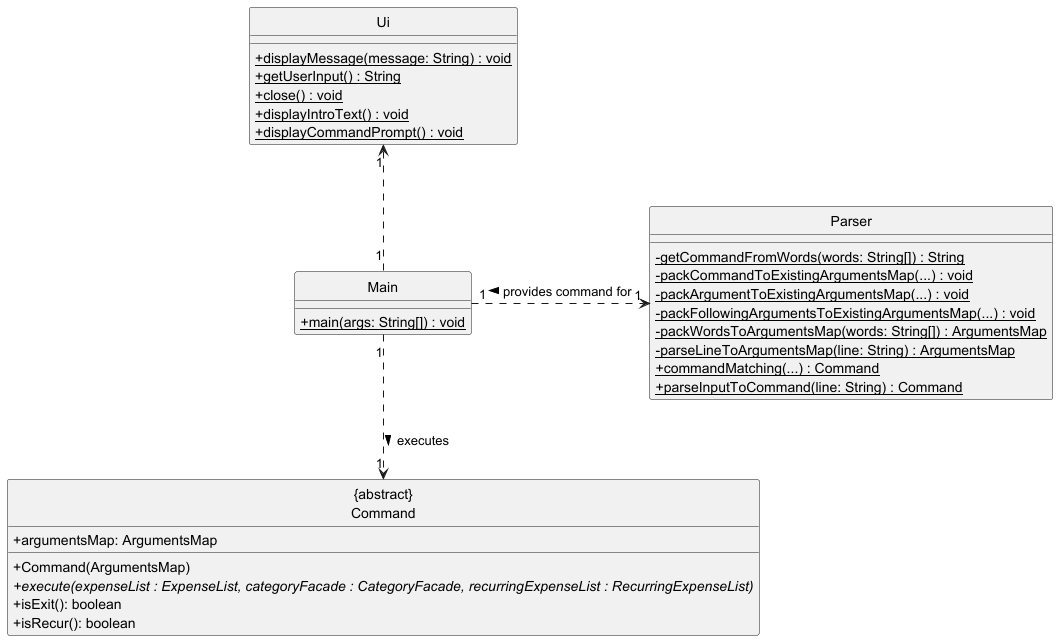 Ui
+displayMessage(message: String) : void
+getUserInput() : String
+close() : void
+displayIntroText() : void
+displayCommandPrompt() : void
1
1
Parser
-getCommandFromWords(words: String[]) : String
-packCommandToExistingArgumentsMap(...) : void
-packArgumentToExistingArgumentsMap(...) : void
-packFollowingArgumentsToExistingArgumentsMap(...) : void
-packWordsToArgumentsMap(words: String[]) : ArgumentsMap
-parseLineToArgumentsMap(line: String) : ArgumentsMap
+commandMatching(...) : Command
+parseInputToCommand(line: String) : Command
Main
+main(args: String[]) : void
1 provides command for 1
1
executes
1
{abstract}
Command
+argumentsMap: ArgumentsMap
+Command(ArgumentsMap)
+execute(expenseList : ExpenseList, categoryFacade : CategoryFacade, recurringExpenseList : RecurringExpenseList)
+isExit(): boolean
+isRecur(): boolean